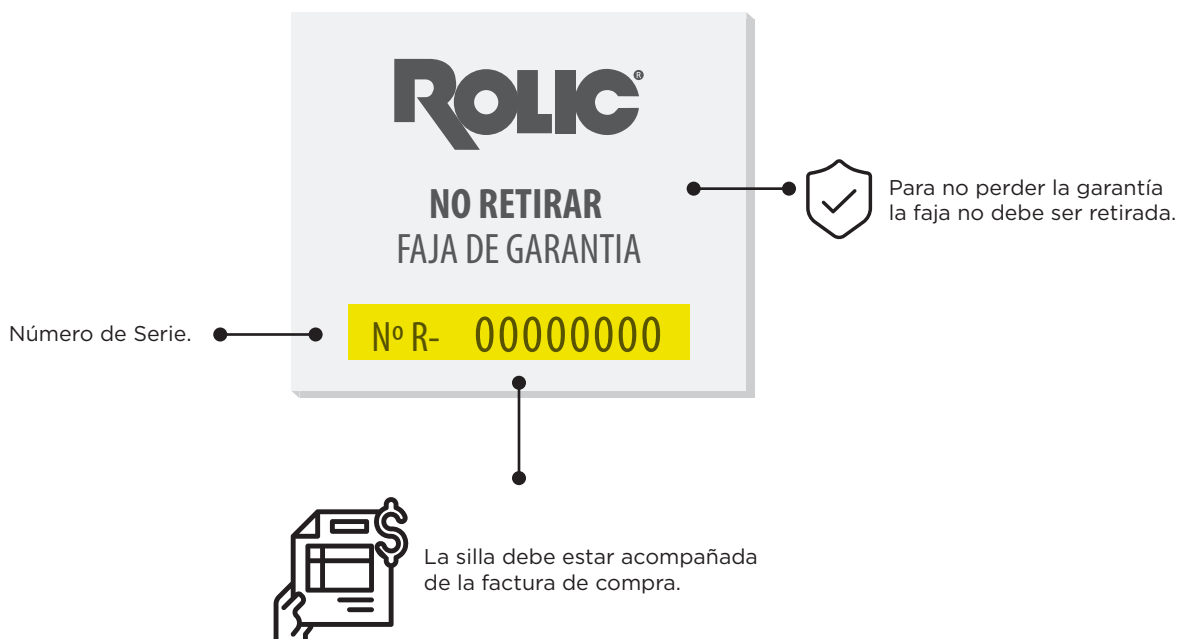 ROLIC®
NO RETIRAR
FAJA DE GARANTIA
Para no perder la garantía
la faja no debe ser retirada.
Número de Serie.
Nº R- 00000000
La silla debe estar acompañada
de la factura de compra.